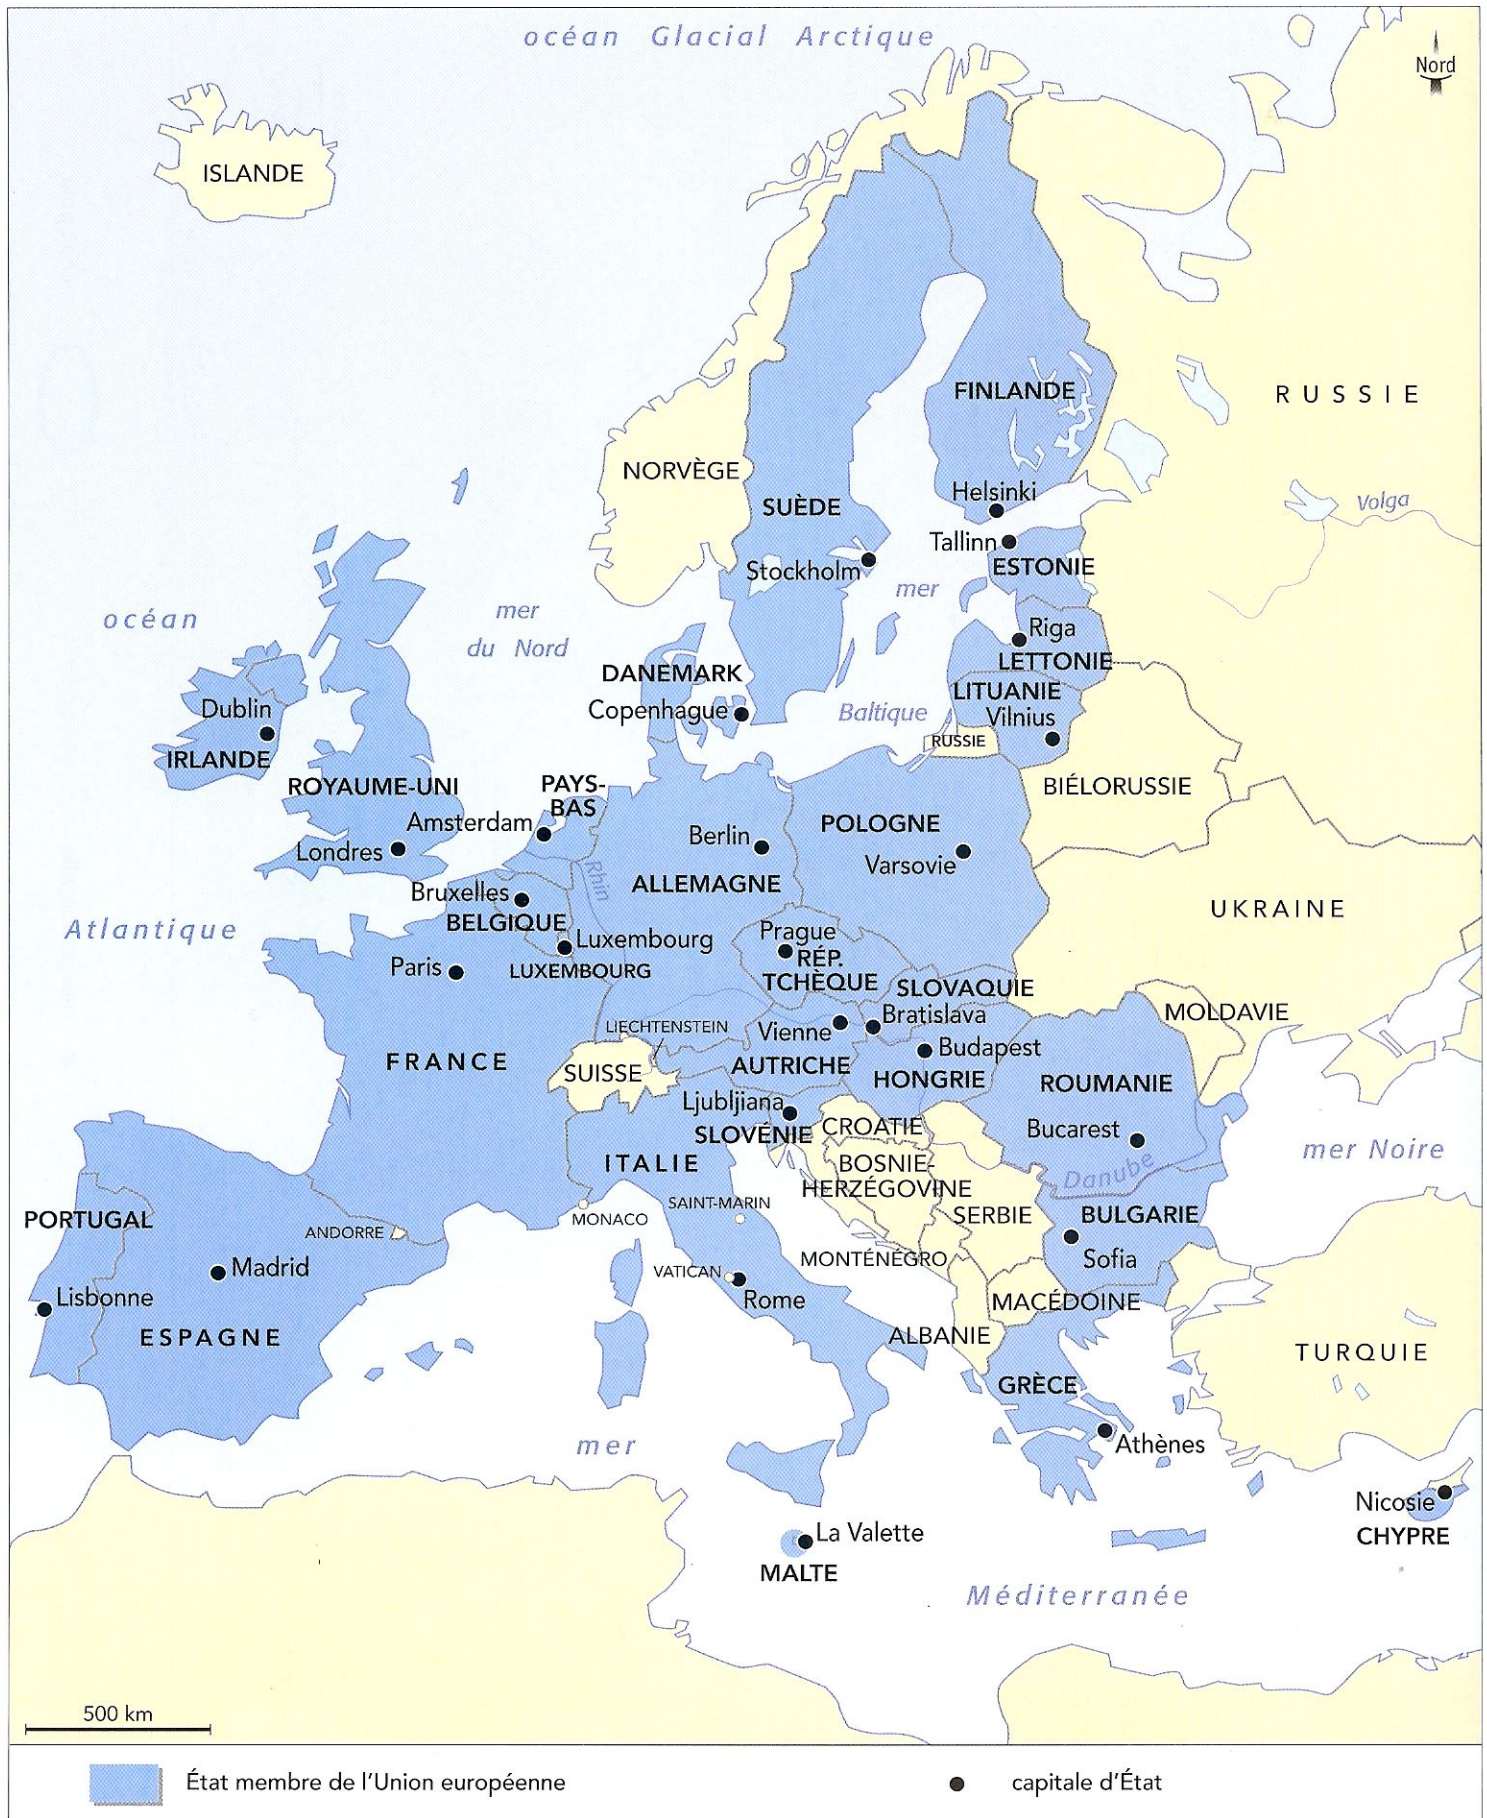 océan Glacial Arctique
Nord
ISLANDE
FINLANDE
RUSSIE
NORVÈGE
SUÈDE
Helsinki
Volga
Tallinn
ESTONIE
Stockholm
mer
océan
mer
du Nord
Riga
LETTONIE
DANEMARK
LITUANIE
Copenhague
Baltique
Vilnius
Dublin
RUSSIE
IRLANDE
ROYAUME-UNI
PAYS-
BAS
BIÉLORUSSIE
Amsterdam
Berlin
POLOGNE
Londres
Varsovie
Rhin
ALLEMAGNE
Bruxelles
BELGIQUE
UKRAINE
Atlantique
Luxembourg
Prague
Paris
LUXEMBOURG
RÉP.
TCHÈQUE
SLOVAQUIE
MOLDAVIE
LIECHTENSTEIN
Vienne
Bratislava
FRANCE
SUISSE
AUTRICHE
Budapest
HONGRIE
ROUMANIE
Ljubljiana
SLOVÉNIE
CROATIE
Bucarest
mer Noire
ITALIE
BOSNIE-
HERZÉGOVINE
Danube
PORTUGAL
ANDORRE
MONACO
SAINT-MARIN
SERBIE
BULGARIE
Madrid
VATICAN
MONTÉNÉGRO
Sofia
Lisbonne
Rome
MACÉDOINE
ESPAGNE
ALBANIE
TURQUIE
GRÈCE
mer
Athènes
Nicosie
CHYPRE
La Valette
MALTE
Méditerranée
500 km
État membre de l'Union européenne
capitale d'État